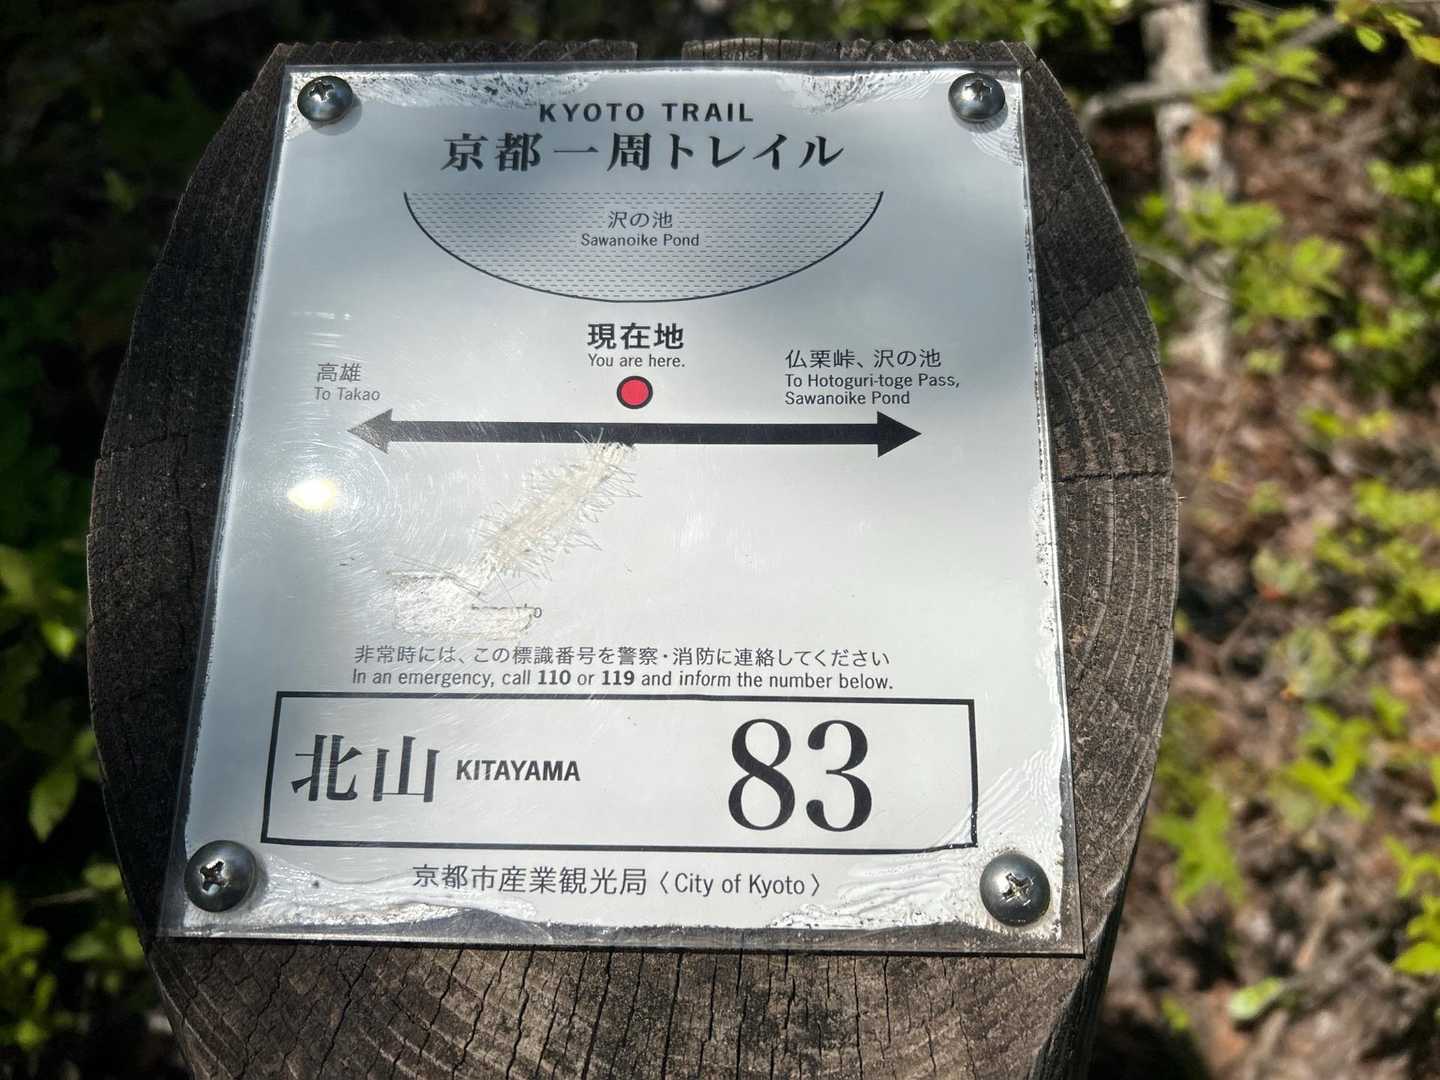 KYOTO TRAIL
京都一周トレイル
沢の池
Sawanoike Pond
現在地
You are here.
高雄
To Takao
仏栗峠、沢の池
To Hotoguri-toge Pass,
Sawanoike Pond
非常時には、この標識番号を警察・消防に連絡してください
In an emergency, call 110 or 119 and inform the number below.
北山 KITAYAMA 83
京都市産業観光局〈City of Kyoto〉